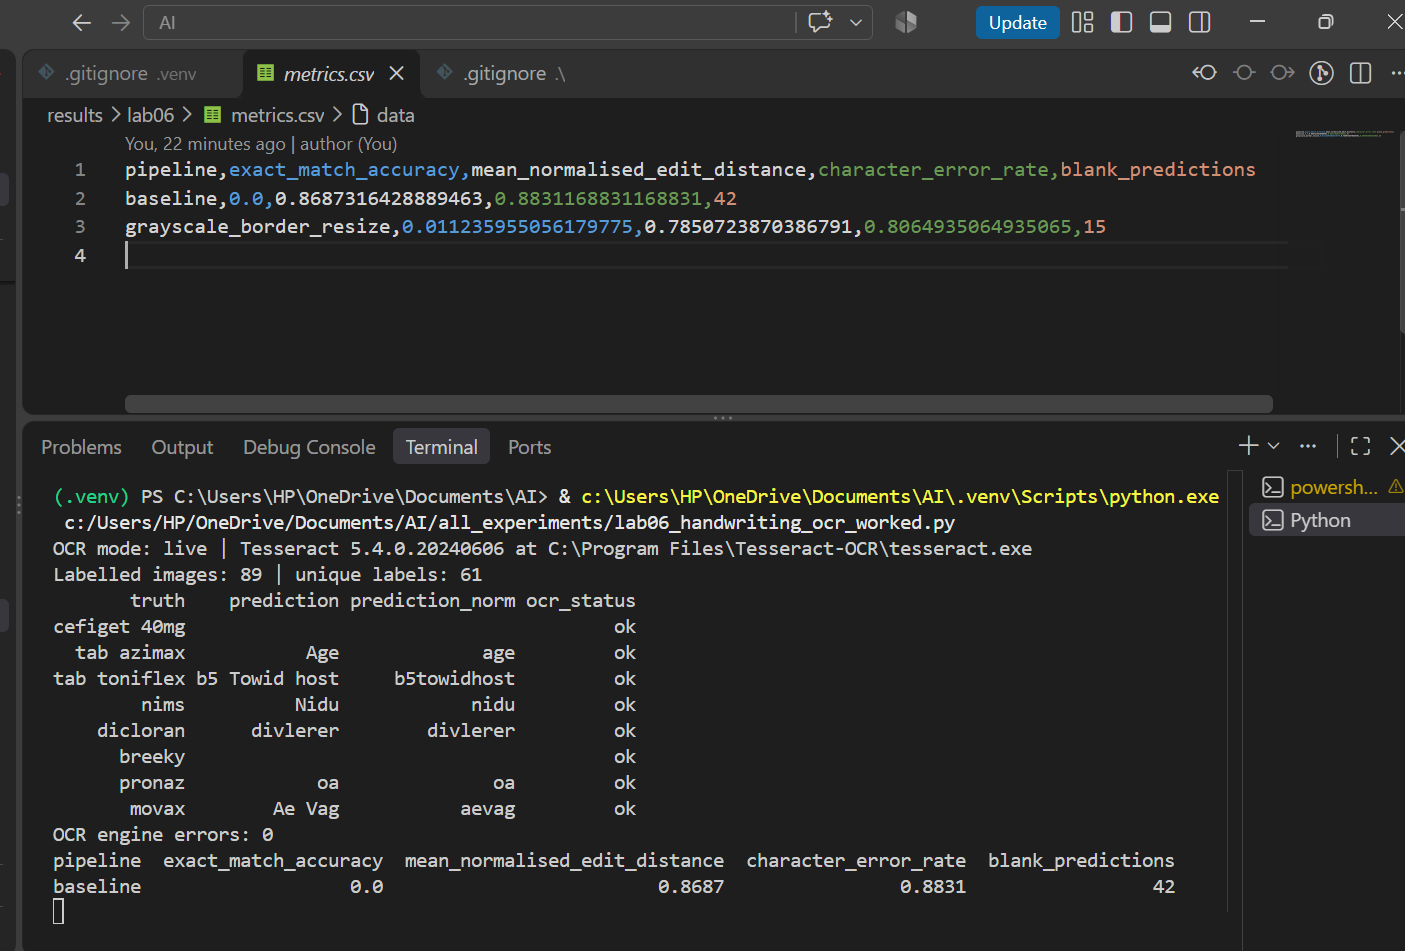 AI
Update
.gitignore .venv
metrics.csv
.gitignore .\
results > lab06 > metrics.csv > data
You, 22 minutes ago | author (You)
1 pipeline,exact_match_accuracy,mean_normalised_edit_distance,character_error_rate,blank_predictions
2 baseline,0.0,0.8687316428889463,0.8831168831168831,42
3 grayscale_border_resize,0.011235955056179775,0.7850723870386791,0.8064935064935065,15
4
Problems Output Debug Console Terminal Ports
powersh...
Python
(.venv) PS C:\Users\HP\OneDrive\Documents\AI> & c:\Users\HP\OneDrive\Documents\AI\.venv\Scripts\python.exe
c:/Users/HP/OneDrive/Documents/AI/all_experiments/lab06_handwriting_ocr_worked.py
OCR mode: live | Tesseract 5.4.0.20240606 at C:\Program Files\Tesseract-OCR\tesseract.exe
Labelled images: 89 | unique labels: 61
truth prediction prediction_norm ocr_status
cefiget 40mg ok
tab azimax Age age ok
tab toniflex b5 Towid host b5towidhost ok
nims Nidu nidu ok
dicloran divlerer divlerer ok
breeky ok
pronaz oa oa ok
movax Ae Vag aevag ok
OCR engine errors: 0
pipeline exact_match_accuracy mean_normalised_edit_distance character_error_rate blank_predictions
baseline 0.0 0.8687 0.8831 42